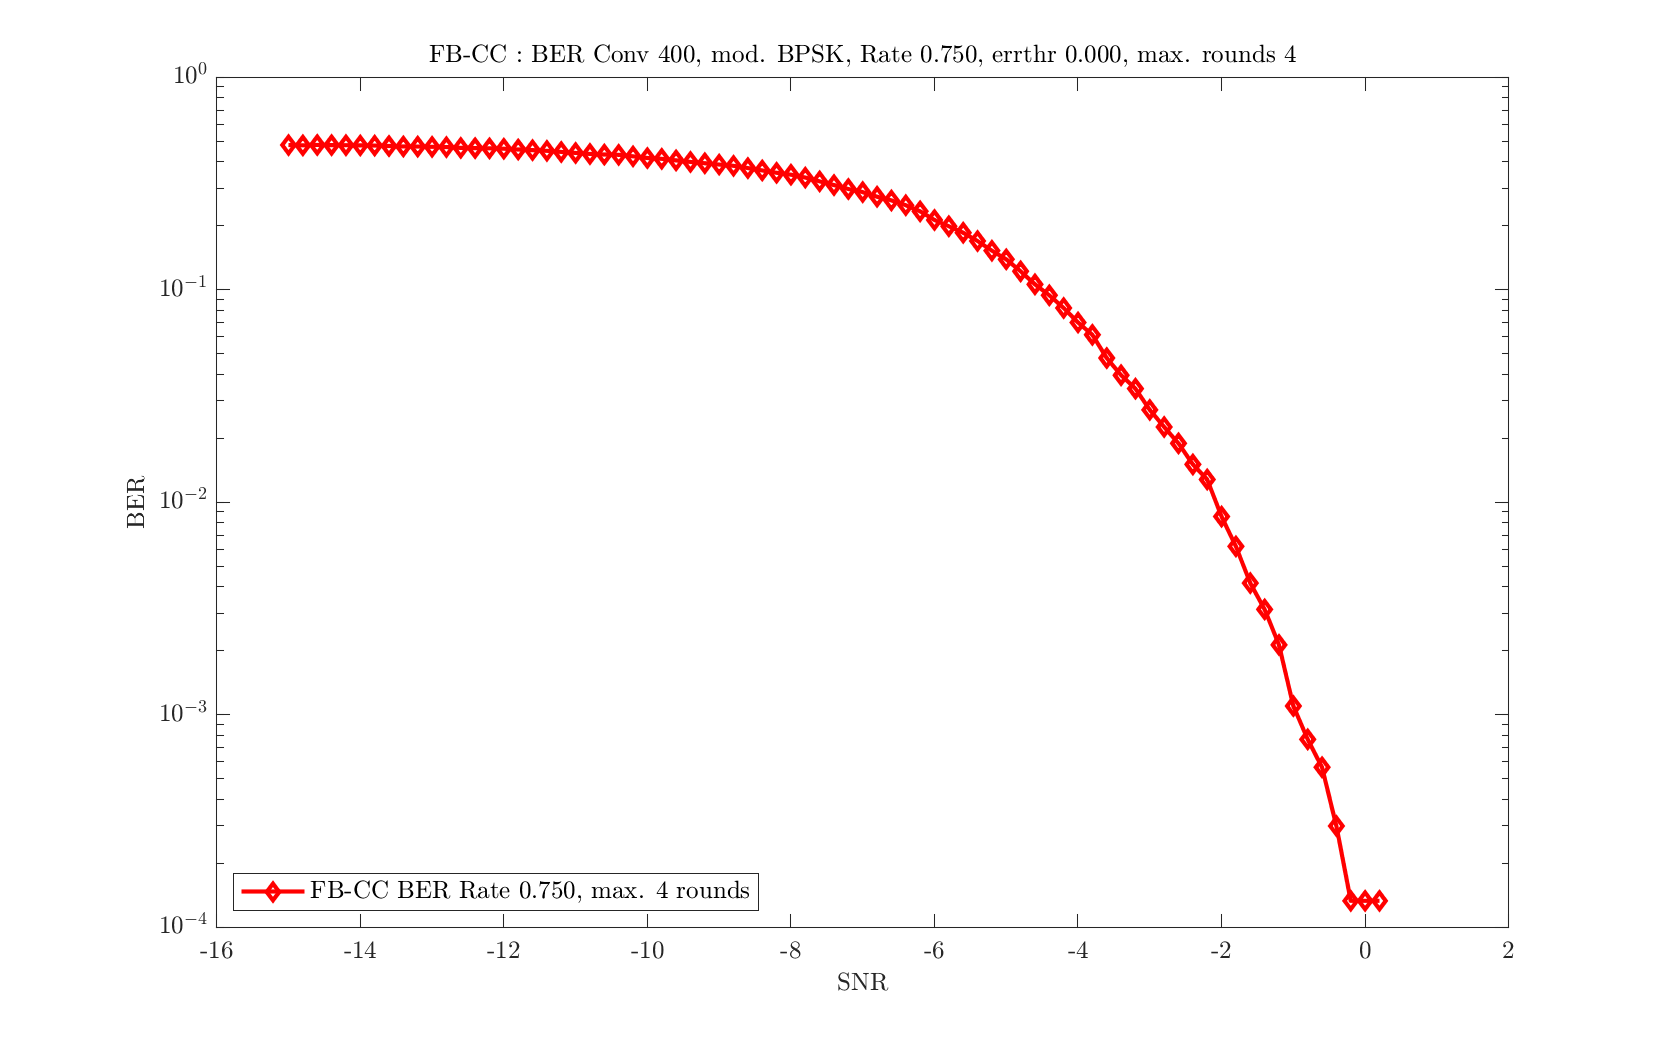 FB-CC : BER Conv 400, mod. BPSK, Rate 0.750, errthr 0.000, max. rounds 4
10^0
10^-1
10^-2
10^-3
10^-4
BER
FB-CC BER Rate 0.750, max. 4 rounds
-16 -14 -12 -10 -8 -6 -4 -2 0 2
SNR